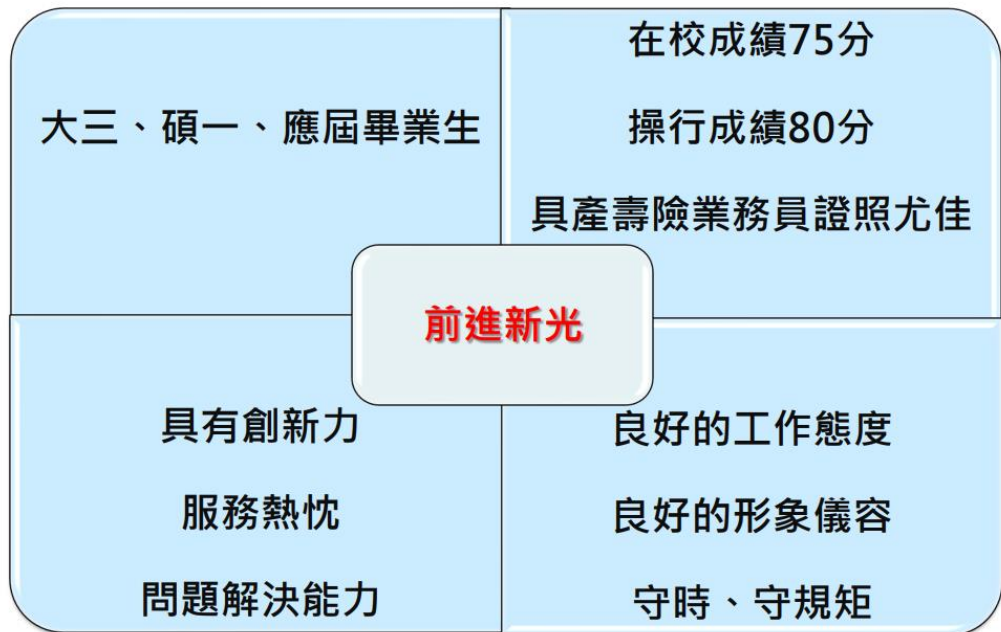 大三、碩一、應屆畢業生
在校成績75分
操行成績80分
具產壽險業務員證照尤佳
前進新光
具有創新力
服務熱忱
問題解決能力
良好的工作態度
良好的形象儀容
守時、守規矩